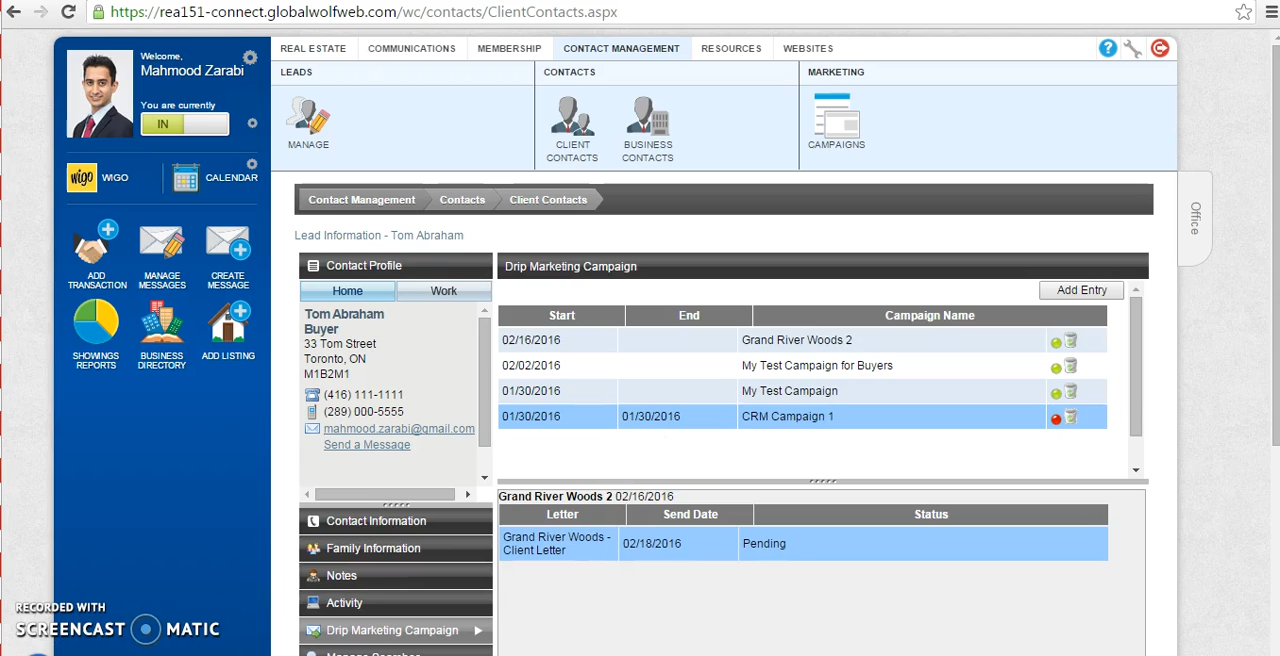 https://rea151-connect.globalwolfweb.com/wc/contacts/ClientContacts.aspx
Welcome,
Mahmood Zarabi
You are currently
IN
wigo WIGO
CALENDAR
ADD TRANSACTION
MANAGE MESSAGES
CREATE MESSAGE
SHOWINGS REPORTS
BUSINESS DIRECTORY
ADD LISTING
RECORDED WITH
SCREENCAST MATIC
REAL ESTATE COMMUNICATIONS MEMBERSHIP CONTACT MANAGEMENT RESOURCES WEBSITES
?
LEADS
MANAGE
CONTACTS
CLIENT CONTACTS
BUSINESS CONTACTS
MARKETING
CAMPAIGNS
Office
Contact Management Contacts Client Contacts
Lead Information - Tom Abraham
Contact Profile
Home Work
Tom Abraham
Buyer
33 Tom Street
Toronto, ON
M1B2M1
(416) 111-1111
(289) 000-5555
mahmood.zarabi@gmail.com
Send a Message
Contact Information
Family Information
Notes
Activity
Drip Marketing Campaign
Drip Marketing Campaign
Add Entry
Start End Campaign Name
02/16/2016 Grand River Woods 2
02/02/2016 My Test Campaign for Buyers
01/30/2016 My Test Campaign
01/30/2016 01/30/2016 CRM Campaign 1
Grand River Woods 2 02/16/2016
Letter Send Date Status
Grand River Woods - Client Letter 02/18/2016 Pending